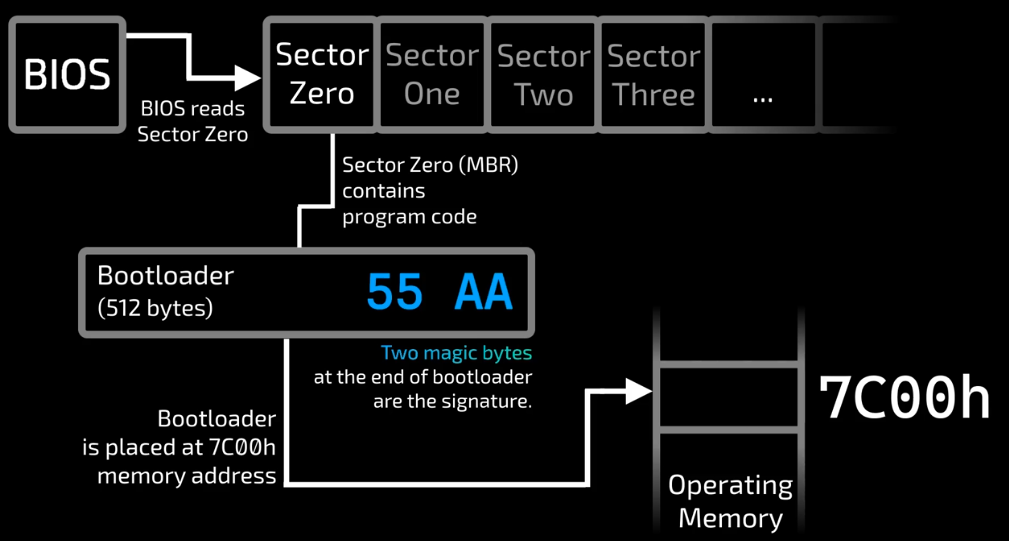 BIOS
BIOS reads
Sector Zero
Sector
Zero
Sector
One
Sector
Two
Sector
Three
...
Sector Zero (MBR)
contains
program code
Bootloader
(512 bytes)
55 AA
Two magic bytes
at the end of bootloader
are the signature.
Bootloader
is placed at 7C00h
memory address
7C00h
Operating
Memory